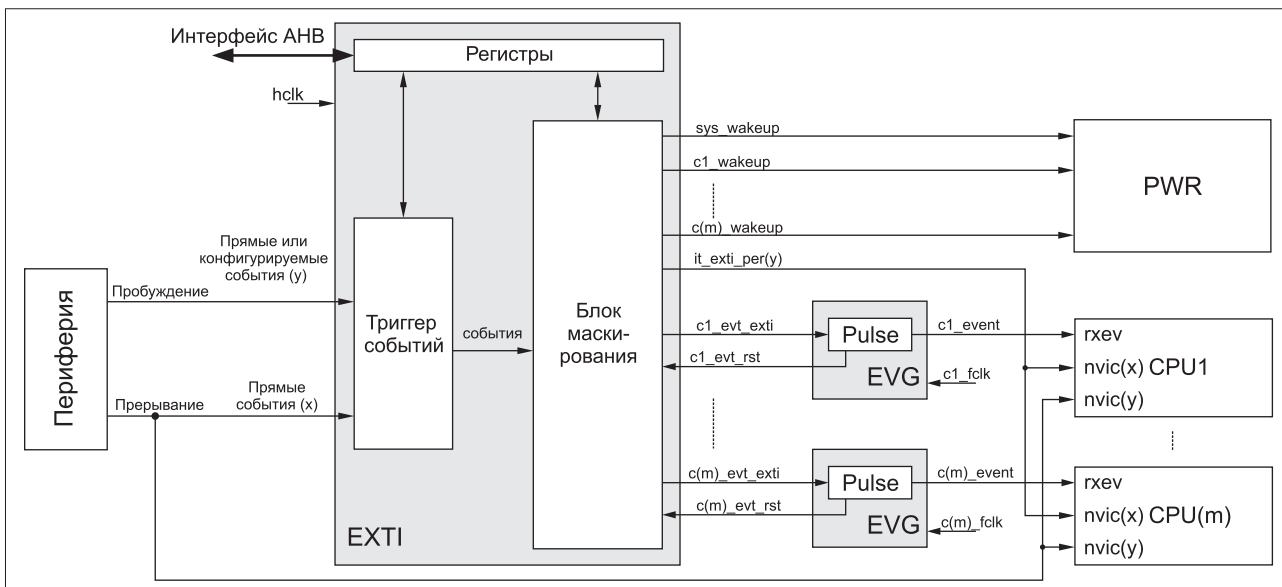 Интерфейс AHB
Регистры
hclk
sys_wakeup
c1_wakeup
c(m)_wakeup
PWR
it_exti_per(y)
Прямые или
конфигурируемые
события (y)
Пробуждение
Периферия
Прерывание
Прямые
события (x)
Триггер
событий
события
Блок
маски-
рования
c1_evt_exti
c1_evt_rst
Pulse
EVG
c1_event
c1_fclk
rxev
nvic(x) CPU1
nvic(y)
c(m)_evt_exti
c(m)_evt_rst
Pulse
EVG
c(m)_event
c(m)_fclk
rxev
nvic(x) CPU(m)
nvic(y)
EXTI